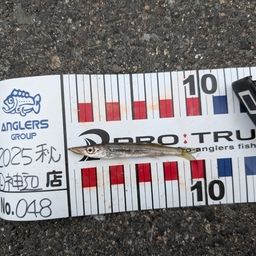 10
ANGLERS
GROUP
PRO:TRU
2025秋
o-anglers fish
店
10
No.048